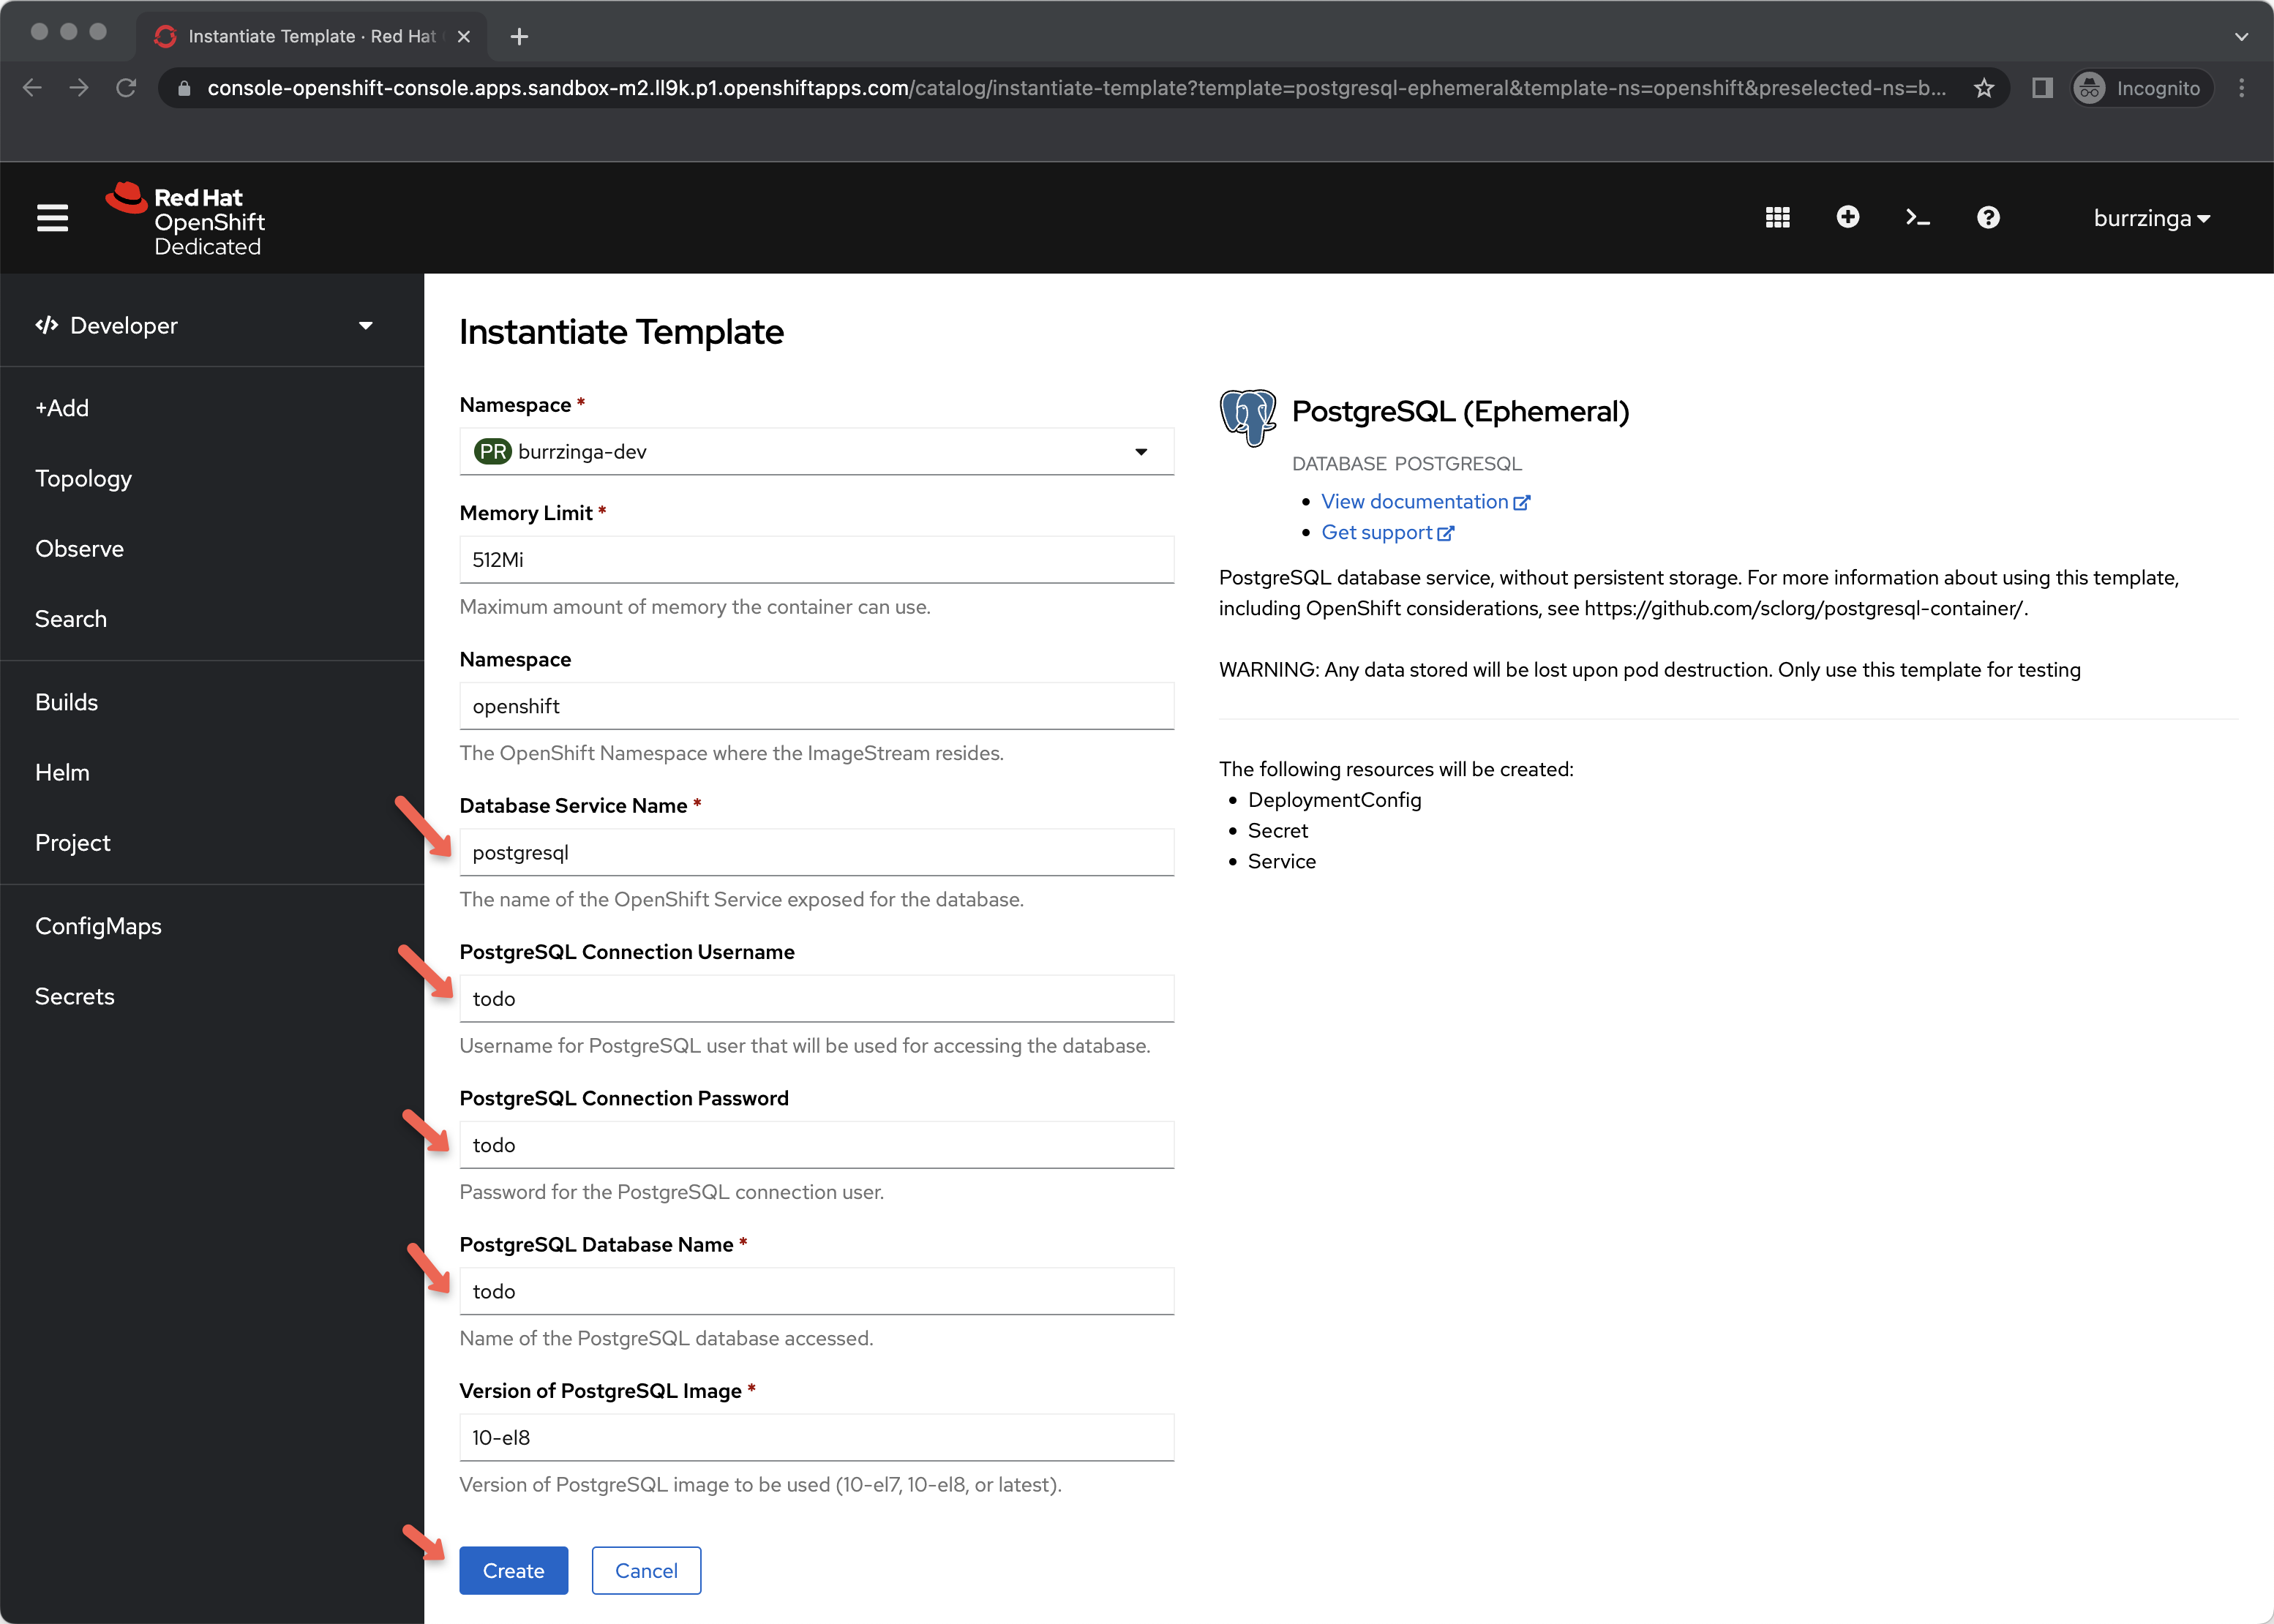 Instantiate Template · Red Hat
console-openshift-console.apps.sandbox-m2.ll9k.p1.openshiftapps.com/catalog/instantiate-template?template=postgresql-ephemeral&template-ns=openshift&preselected-ns=b...
Incognito
Red Hat
OpenShift
Dedicated
burrzinga
Developer
+Add
Topology
Observe
Search
Builds
Helm
Project
ConfigMaps
Secrets
Instantiate Template
Namespace *
PR burrzinga-dev
Memory Limit *
512Mi
Maximum amount of memory the container can use.
Namespace
openshift
The OpenShift Namespace where the ImageStream resides.
Database Service Name *
postgresql
The name of the OpenShift Service exposed for the database.
PostgreSQL Connection Username
todo
Username for PostgreSQL user that will be used for accessing the database.
PostgreSQL Connection Password
todo
Password for the PostgreSQL connection user.
PostgreSQL Database Name *
todo
Name of the PostgreSQL database accessed.
Version of PostgreSQL Image *
10-el8
Version of PostgreSQL image to be used (10-el7, 10-el8, or latest).
Create
Cancel
PostgreSQL (Ephemeral)
DATABASE POSTGRESQL
• View documentation
• Get support
PostgreSQL database service, without persistent storage. For more information about using this template,
including OpenShift considerations, see https://github.com/sclorg/postgresql-container/.
WARNING: Any data stored will be lost upon pod destruction. Only use this template for testing
The following resources will be created:
• DeploymentConfig
• Secret
• Service